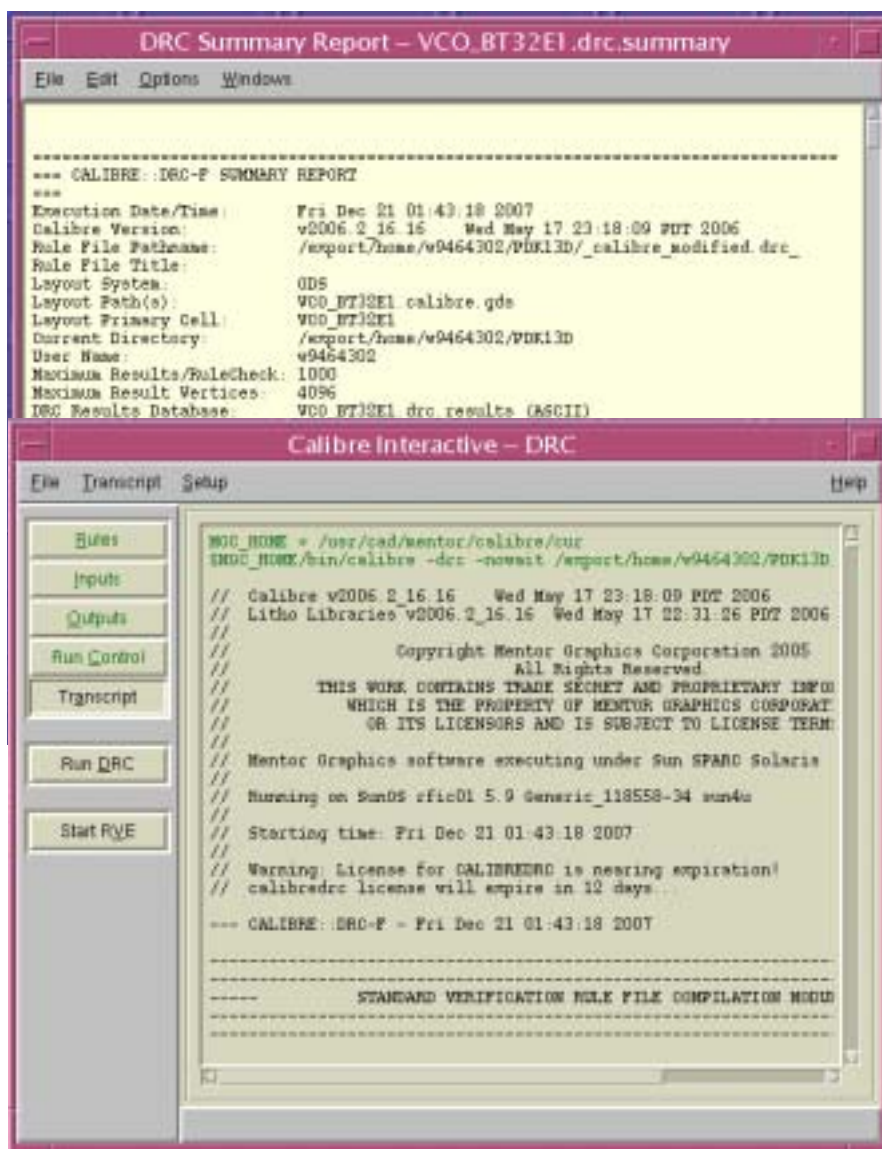 DRC Summary Report – VCO_BT32E1.drc.summary
File Edit Options Windows
=== CALIBRE::DRC-F SUMMARY REPORT
===
Execution Date/Time: Fri Dec 21 01:43:18 2007
Calibre Version: v2006.2_16.16 Wed May 17 23:18:09 PDT 2006
Rule File Pathname: /export/home/w9464302/PDK13D/_calibre_modified.drc_
Rule File Title:
Layout System: GDS
Layout Path(s): VCO_BT32E1.calibre.gds
Layout Primary Cell: VCO_BT32E1
Current Directory: /export/home/w9464302/PDK13D
User Name: w9464302
Maximum Results/RuleCheck: 1000
Maximum Result Vertices: 4096
DRC Results Database: VCO_BT32E1.drc.results (ASCII)
Calibre Interactive – DRC
File Transcript Setup Help
Rules
Inputs
Outputs
Run Control
Transcript
Run DRC
Start RVE
MGC_HOME = /usr/cad/mentor/calibre/cur
$MGC_HOME/bin/calibre -drc -nowait /export/home/w9464302/PDK13D
// Calibre v2006.2_16.16 Wed May 17 23:18:09 PDT 2006
// Litho Libraries v2006.2_16.16 Wed May 17 22:31:26 PDT 2006
//
// Copyright Mentor Graphics Corporation 2005
// All Rights Reserved.
// THIS WORK CONTAINS TRADE SECRET AND PROPRIETARY INFO
// WHICH IS THE PROPERTY OF MENTOR GRAPHICS CORPORAT
// OR ITS LICENSORS AND IS SUBJECT TO LICENSE TERM
//
// Mentor Graphics software executing under Sun SPARC Solaris
//
// Running on SunOS rfic01 5.9 Generic_118558-34 sun4u
//
// Starting time: Fri Dec 21 01:43:18 2007
//
// Warning: License for CALIBREDRC is nearing expiration!
// calibredrc license will expire in 12 days...
--- CALIBRE::DRC-F - Fri Dec 21 01:43:18 2007
----- STANDARD VERIFICATION RULE FILE COMPILATION MODU